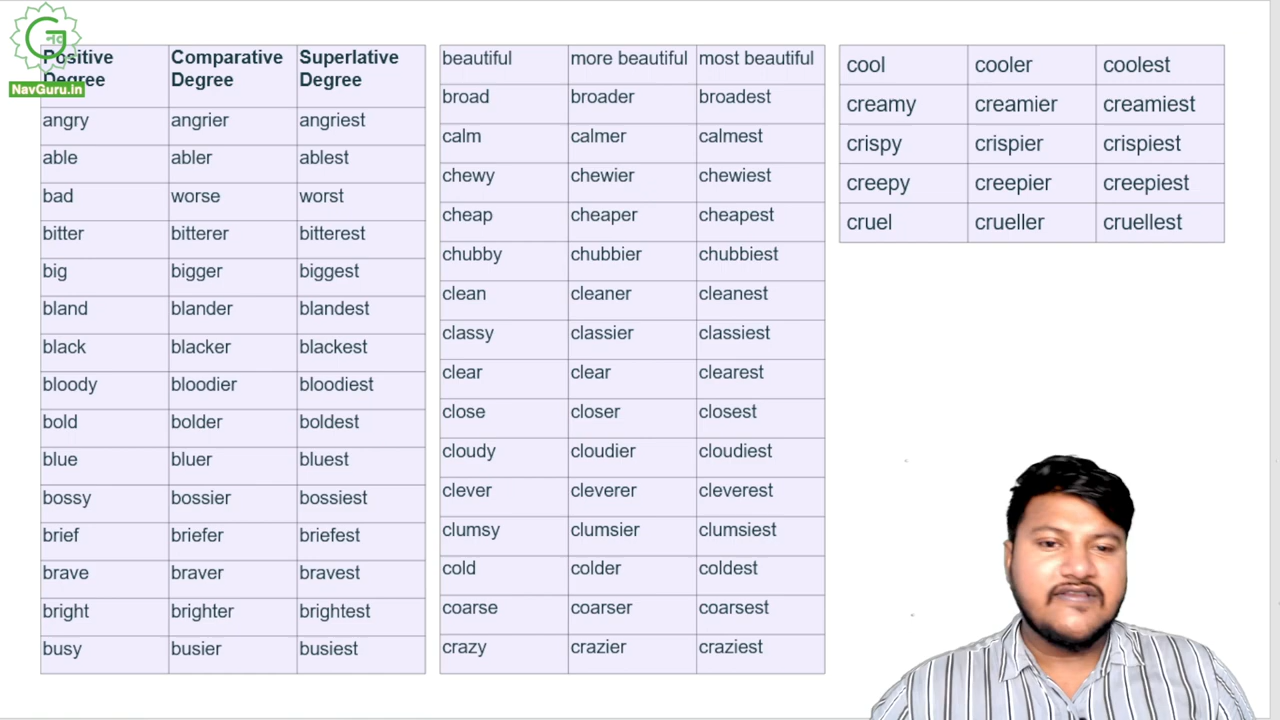 नव
NavGuru.in
Positive Comparative Superlative
Degree Degree Degree
angry angrier angriest
able abler ablest
bad worse worst
bitter bitterer bitterest
big bigger biggest
bland blander blandest
black blacker blackest
bloody bloodier bloodiest
bold bolder boldest
blue bluer bluest
bossy bossier bossiest
brief briefer briefest
brave braver bravest
bright brighter brightest
busy busier busiest
beautiful more beautiful most beautiful
broad broader broadest
calm calmer calmest
chewy chewier chewiest
cheap cheaper cheapest
chubby chubbier chubbiest
clean cleaner cleanest
classy classier classiest
clear clear clearest
close closer closest
cloudy cloudier cloudiest
clever cleverer cleverest
clumsy clumsier clumsiest
cold colder coldest
coarse coarser coarsest
crazy crazier craziest
cool cooler coolest
creamy creamier creamiest
crispy crispier crispiest
creepy creepier creepiest
cruel crueller cruellest